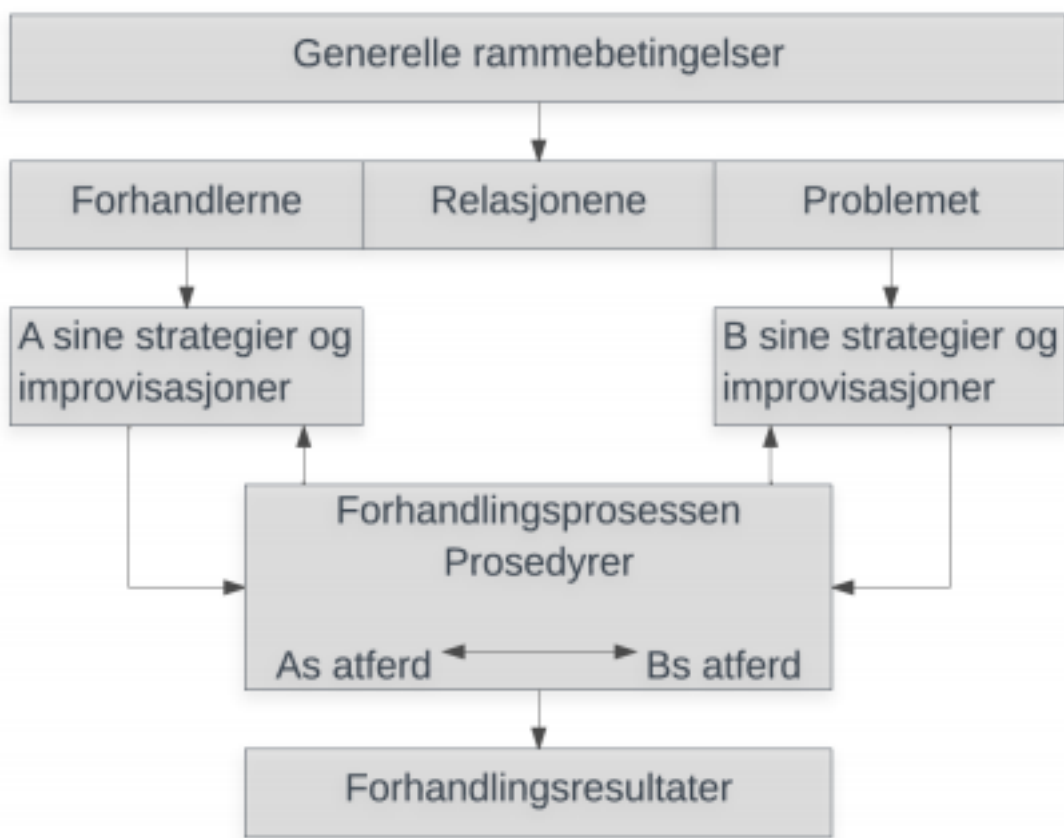 Generelle rammebetingelser
Forhandlerne
Relasjonene
Problemet
A sine strategier og
improvisasjoner
B sine strategier og
improvisasjoner
Forhandlingsprosessen
Prosedyrer
As atferd
Bs atferd
Forhandlingsresultater